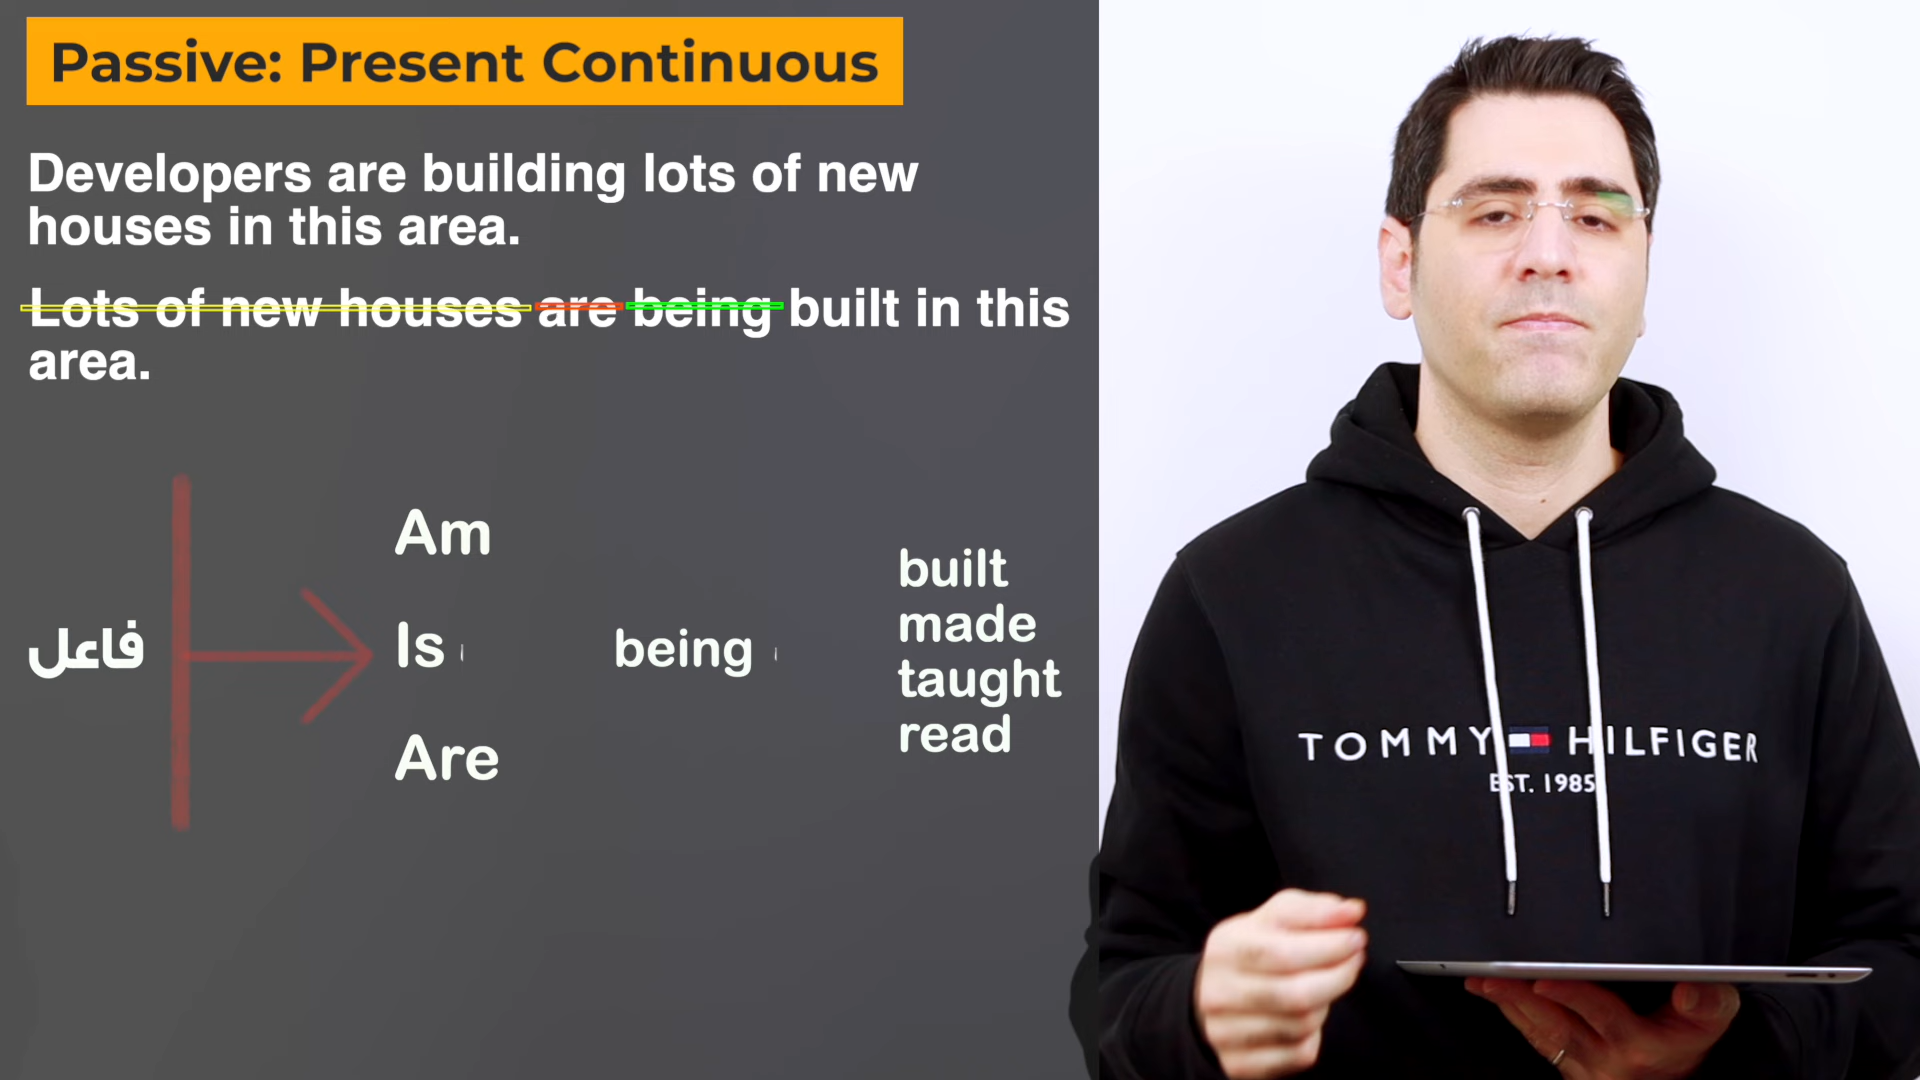 Passive: Present Continuous
Developers are building lots of new
houses in this area.
Lots of new houses are being built in this
area.
فاعل
Am
Is
Are
being
built
made
taught
read
TOMMY HILFIGER
EST. 1985